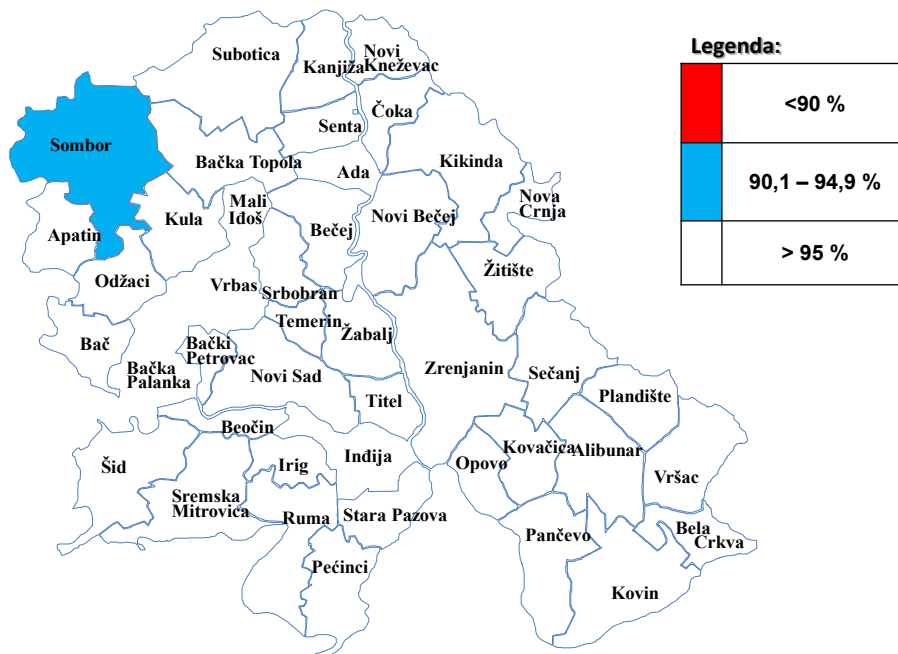 Legenda:
<90 %
90,1 – 94,9 %
> 95 %
Subotica
Kanjiža
Novi
Kneževac
Čoka
Senta
Sombor
Bačka Topola
Ada
Kikinda
Mali
Iđoš
Nova
Crnja
Kula
Novi Bečej
Bečej
Apatin
Žitište
Odžaci
Vrbas
Srbobran
Temerin
Žabalj
Bač
Bački
Petrovac
Bačka
Palanka
Novi Sad
Zrenjanin
Sečanj
Titel
Plandište
Beočin
Kovačica
Alibunar
Inđija
Irig
Opovo
Šid
Vršac
Sremska
Mitrovica
Ruma
Stara Pazova
Pančevo
Bela
Crkva
Pećinci
Kovin